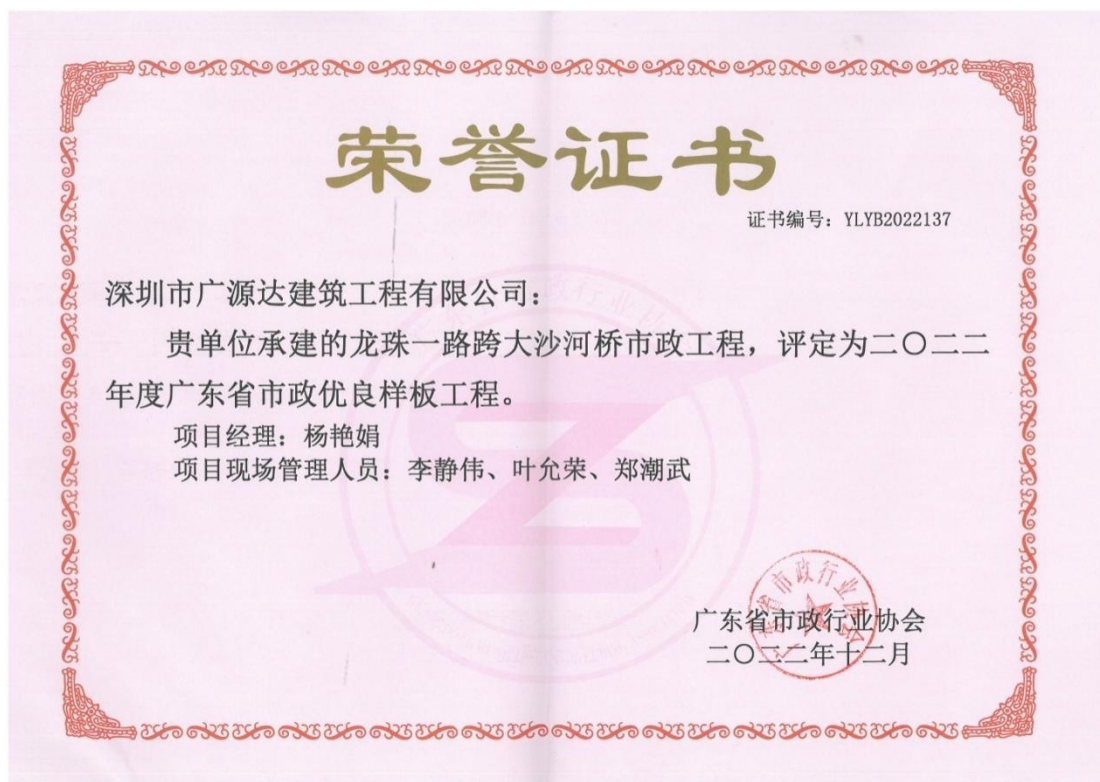 荣誉证书
证书编号：YLYB2022137
深圳市广源达建筑工程有限公司：
贵单位承建的龙珠一路跨大沙河桥市政工程，评定为二〇二二
年度广东省市政优良样板工程。
项目经理：杨艳娟
项目现场管理人员：李静伟、叶允荣、郑潮武
广东省市政行业协会
二〇二二年十二月